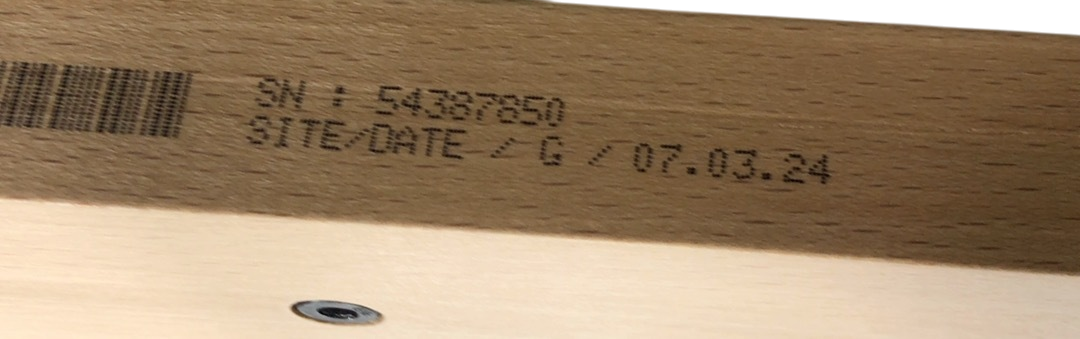 SN : 54387850
SITE/DATE / G / 07.03.24